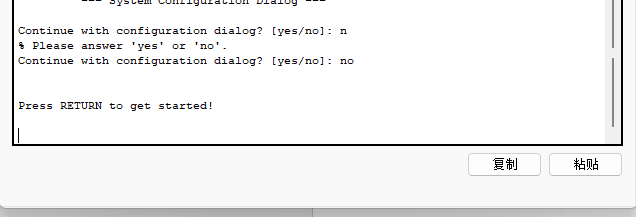 --- System Configuration Dialog ---
Continue with configuration dialog? [yes/no]: n
% Please answer 'yes' or 'no'.
Continue with configuration dialog? [yes/no]: no
Press RETURN to get started!
复制
粘贴